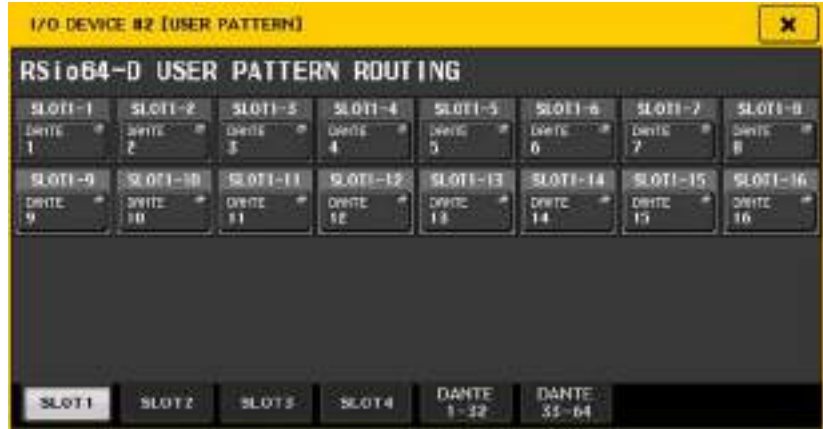 I/O DEVICE #2 [USER PATTERN]
RSio64-D USER PATTERN ROUTING
SLOT1-1 SLOT1-2 SLOT1-3 SLOT1-4 SLOT1-5 SLOT1-6 SLOT1-7 SLOT1-8
DANTE DANTE DANTE DANTE DANTE DANTE DANTE DANTE
1 2 3 4 5 6 7 8
SLOT1-9 SLOT1-10 SLOT1-11 SLOT1-12 SLOT1-13 SLOT1-14 SLOT1-15 SLOT1-16
DANTE DANTE DANTE DANTE DANTE DANTE DANTE DANTE
9 10 11 12 13 14 15 16
SLOT1 SLOT2 SLOT3 SLOT4 DANTE DANTE
1-32 33-64